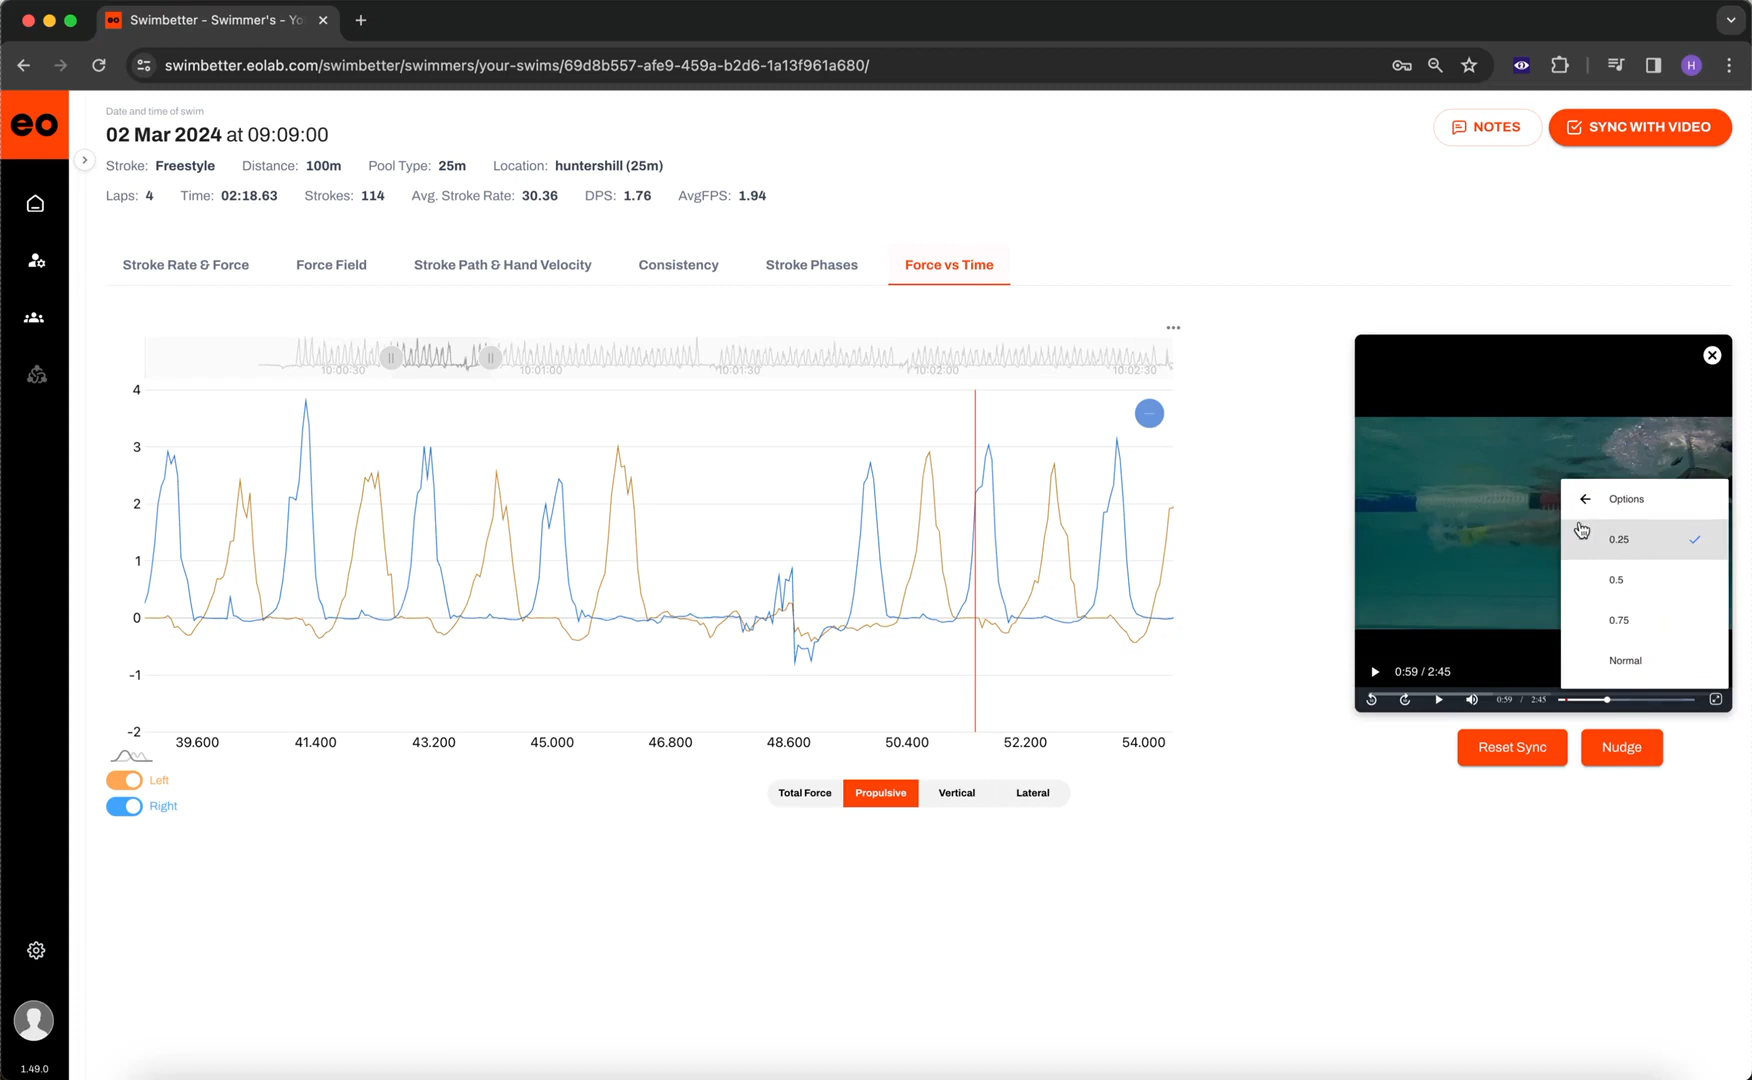 Swimbetter - Swimmer's - Yo
swimbetter.eolab.com/swimbetter/swimmers/your-swims/69d8b557-afe9-459a-b2d6-1a13f961a680/
H
eo
Date and time of swim
02 Mar 2024 at 09:09:00
NOTES
SYNC WITH VIDEO
Stroke: Freestyle Distance: 100m Pool Type: 25m Location: huntershill (25m)
Laps: 4 Time: 02:18.63 Strokes: 114 Avg. Stroke Rate: 30.36 DPS: 1.76 AvgFPS: 1.94
Stroke Rate & Force Force Field Stroke Path & Hand Velocity Consistency Stroke Phases Force vs Time
10:00:30 10:01:00 10:01:30 10:02:00 10:02:30
4
3
2
1
0
-1
-2
39.600 41.400 43.200 45.000 46.800 48.600 50.400 52.200 54.000
Left
Right
Total Force Propulsive Vertical Lateral
Options
0.25
0.5
0.75
Normal
0:59 / 2:45
0:59 / 2:45
Reset Sync Nudge
1.49.0